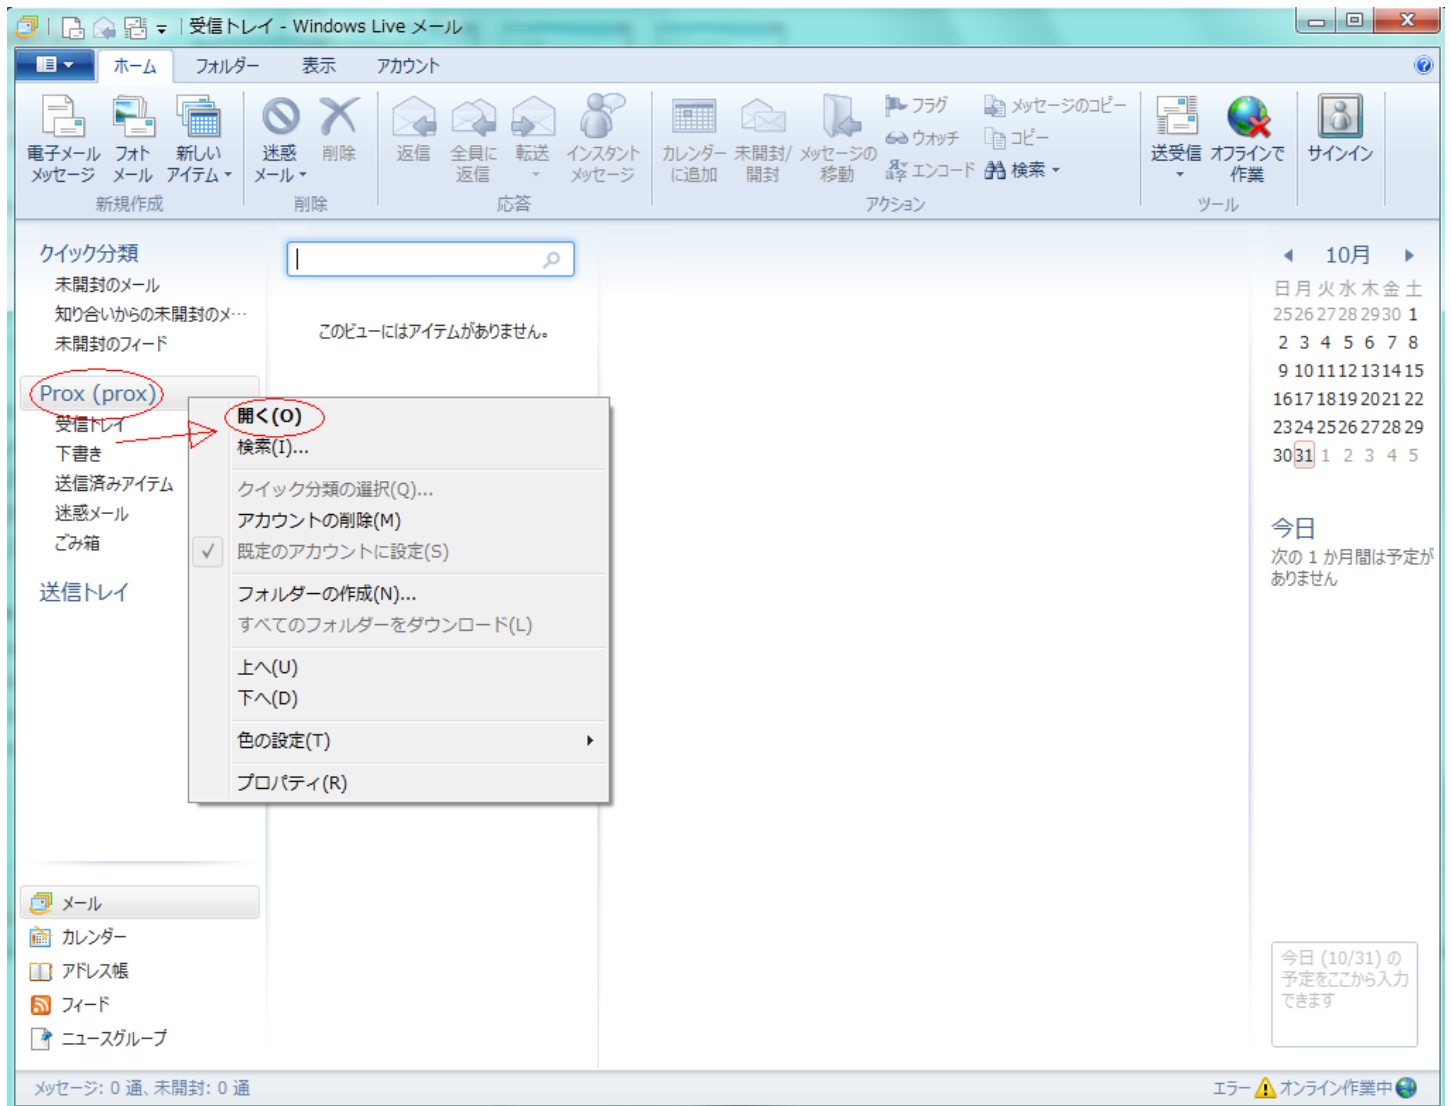 受信トレイ - Windows Live メール
ホーム フォルダー 表示 アカウント
電子メール メッセージ
フォト メール
新しい アイテム
迷惑 メール
削除
返信
全員に 返信
転送
インスタント メッセージ
カレンダー に追加
未開封/ 開封
メッセージの 移動
フラグ
ウォッチ
エンコード
メッセージのコピー
コピー
検索
送受信
オフラインで 作業
サインイン
新規作成 削除 応答 アクション ツール
クイック分類
未開封のメール
知り合いからの未開封のメ…
未開封のフィード
Prox (prox)
受信トレイ
下書き
送信済みアイテム
迷惑メール
ごみ箱
送信トレイ
このビューにはアイテムがありません。
開く(O)
検索(I)...
クイック分類の選択(Q)...
アカウントの削除(M)
既定のアカウントに設定(S)
フォルダーの作成(N)...
すべてのフォルダーをダウンロード(L)
上へ(U)
下へ(D)
色の設定(T)
プロパティ(R)
10月
日 月 火 水 木 金 土
25 26 27 28 29 30 1
2 3 4 5 6 7 8
9 10 11 12 13 14 15
16 17 18 19 20 21 22
23 24 25 26 27 28 29
30 31 1 2 3 4 5
今日
次の 1 か月間は予定が
ありません
今日 (10/31) の
予定をここから入力
できます
メール
カレンダー
アドレス帳
フィード
ニュースグループ
メッセージ: 0 通、未開封: 0 通
エラー オンライン作業中